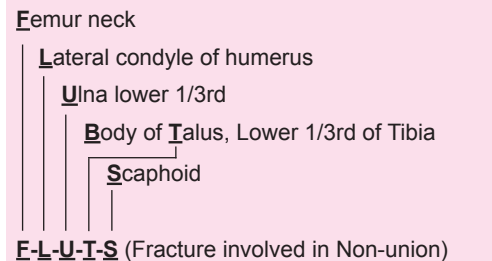 Femur neck
Lateral condyle of humerus
Ulna lower 1/3rd
Body of Talus, Lower 1/3rd of Tibia
Scaphoid
F-L-U-T-S (Fracture involved in Non-union)